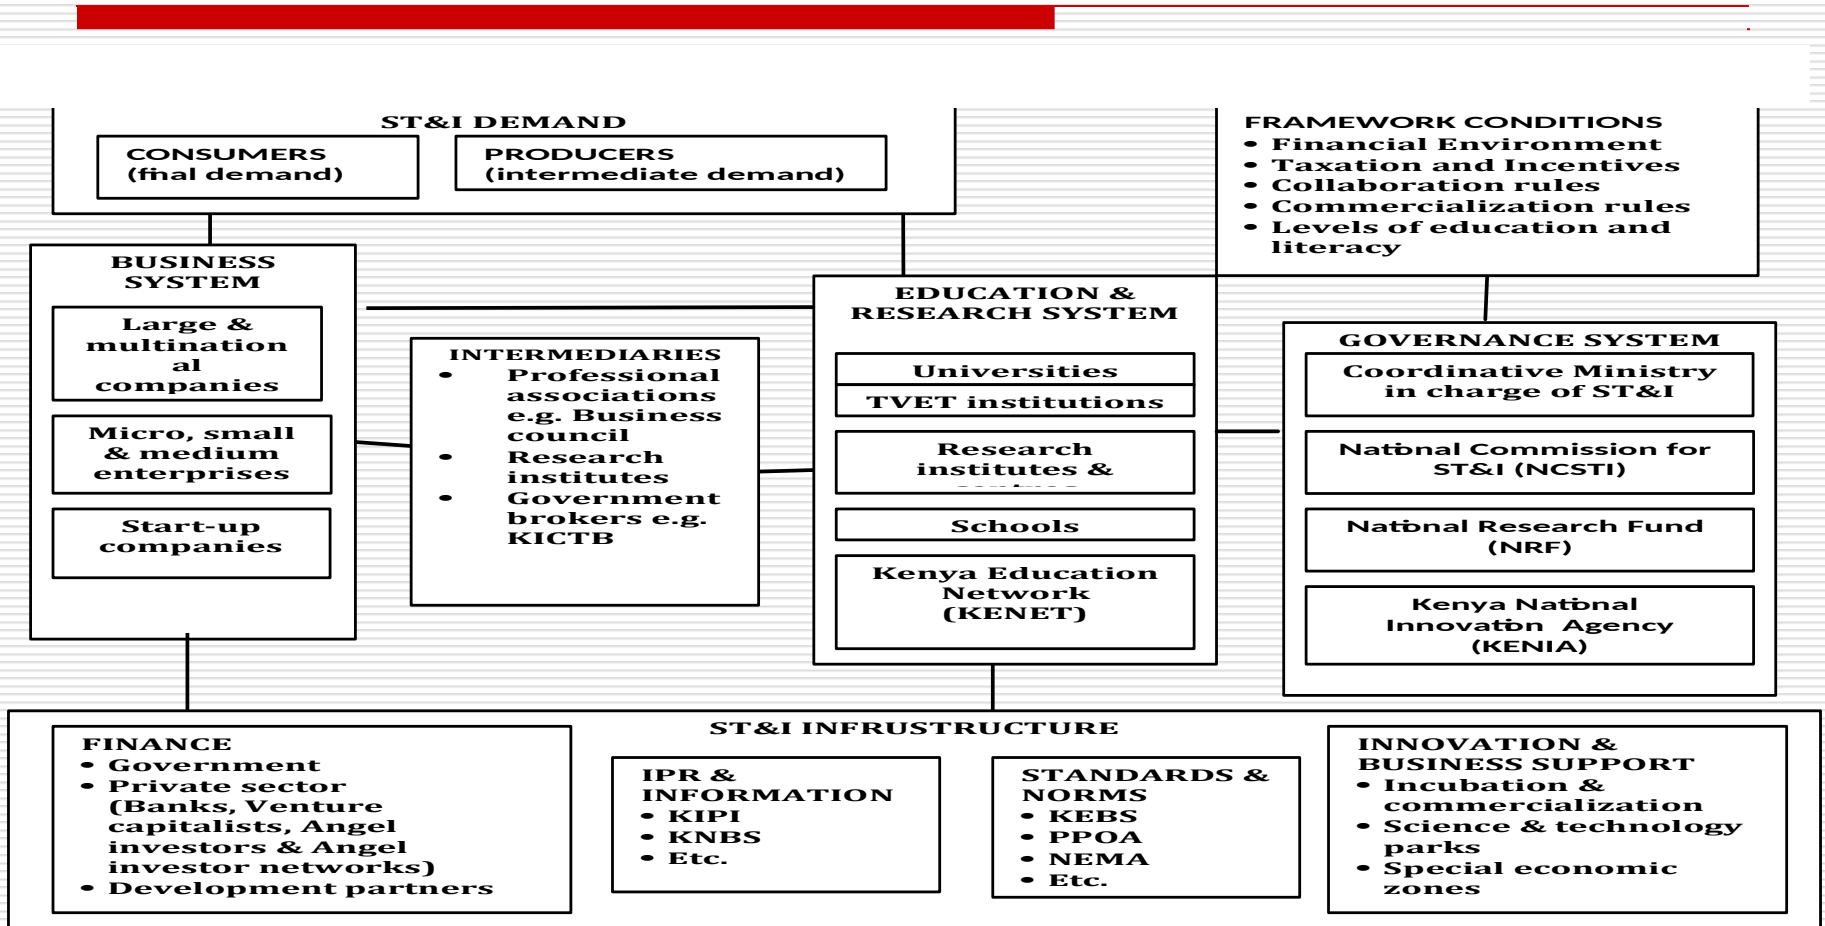 ST&I DEMAND
CONSUMERS
(final demand)
PRODUCERS
(intermediate demand)
FRAMEWORK CONDITIONS
• Financial Environment
• Taxation and Incentives
• Collaboration rules
• Commercialization rules
• Levels of education and
literacy
BUSINESS
SYSTEM
Large &
multination
al
companies
Micro, small
& medium
enterprises
Start-up
companies
INTERMEDIARIES
• Professional
associations
e.g. Business
council
• Research
institutes
• Government
brokers e.g.
KICTB
EDUCATION &
RESEARCH SYSTEM
Universities
TVET institutions
Research
institutes &
Schools
Kenya Education
Network
(KENET)
GOVERNANCE SYSTEM
Coordinative Ministry
in charge of ST&I
National Commission for
ST&I (NCSTI)
National Research Fund
(NRF)
Kenya National
Innovation Agency
(KENIA)
ST&I INFRUSTRUCTURE
FINANCE
• Government
• Private sector
(Banks, Venture
capitalists, Angel
investors & Angel
investor networks)
• Development partners
IPR &
INFORMATION
• KIPI
• KNBS
• Etc.
STANDARDS &
NORMS
• KEBS
• PPOA
• NEMA
• Etc.
INNOVATION &
BUSINESS SUPPORT
• Incubation &
commercialization
• Science & technology
parks
• Special economic
zones